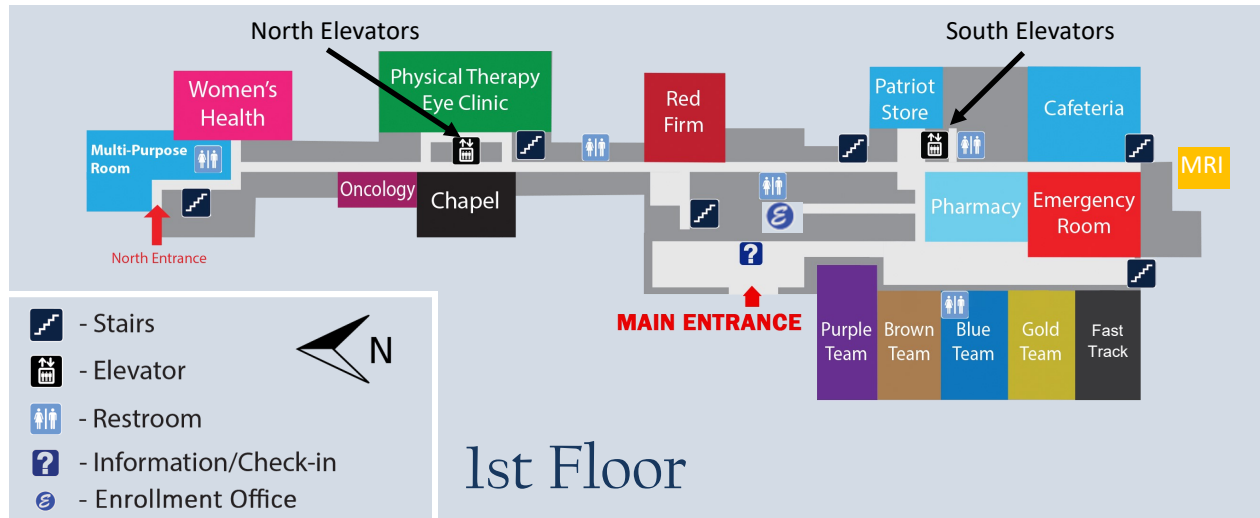 North Elevators
South Elevators
Women's
Health
Physical Therapy
Eye Clinic
Red
Firm
Patriot
Store
Cafeteria
Multi-Purpose
Room
MRI
Oncology
Chapel
Pharmacy
Emergency
Room
E
?
North Entrance
MAIN ENTRANCE
Purple
Team
Brown
Team
Blue
Team
Gold
Team
Fast
Track
- Stairs
- Elevator
- Restroom
? - Information/Check-in
E - Enrollment Office
N
1st Floor